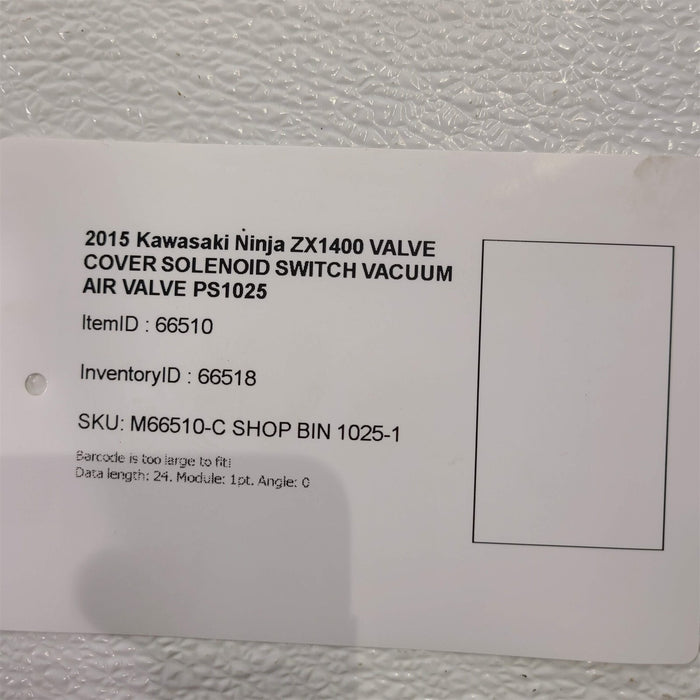 2015 Kawasaki Ninja ZX1400 VALVE
COVER SOLENOID SWITCH VACUUM
AIR VALVE PS1025
ItemID : 66510
InventoryID : 66518
SKU: M66510-C SHOP BIN 1025-1
Barcode is too large to fit!
Data length: 24. Module: 1pt. Angle: 0